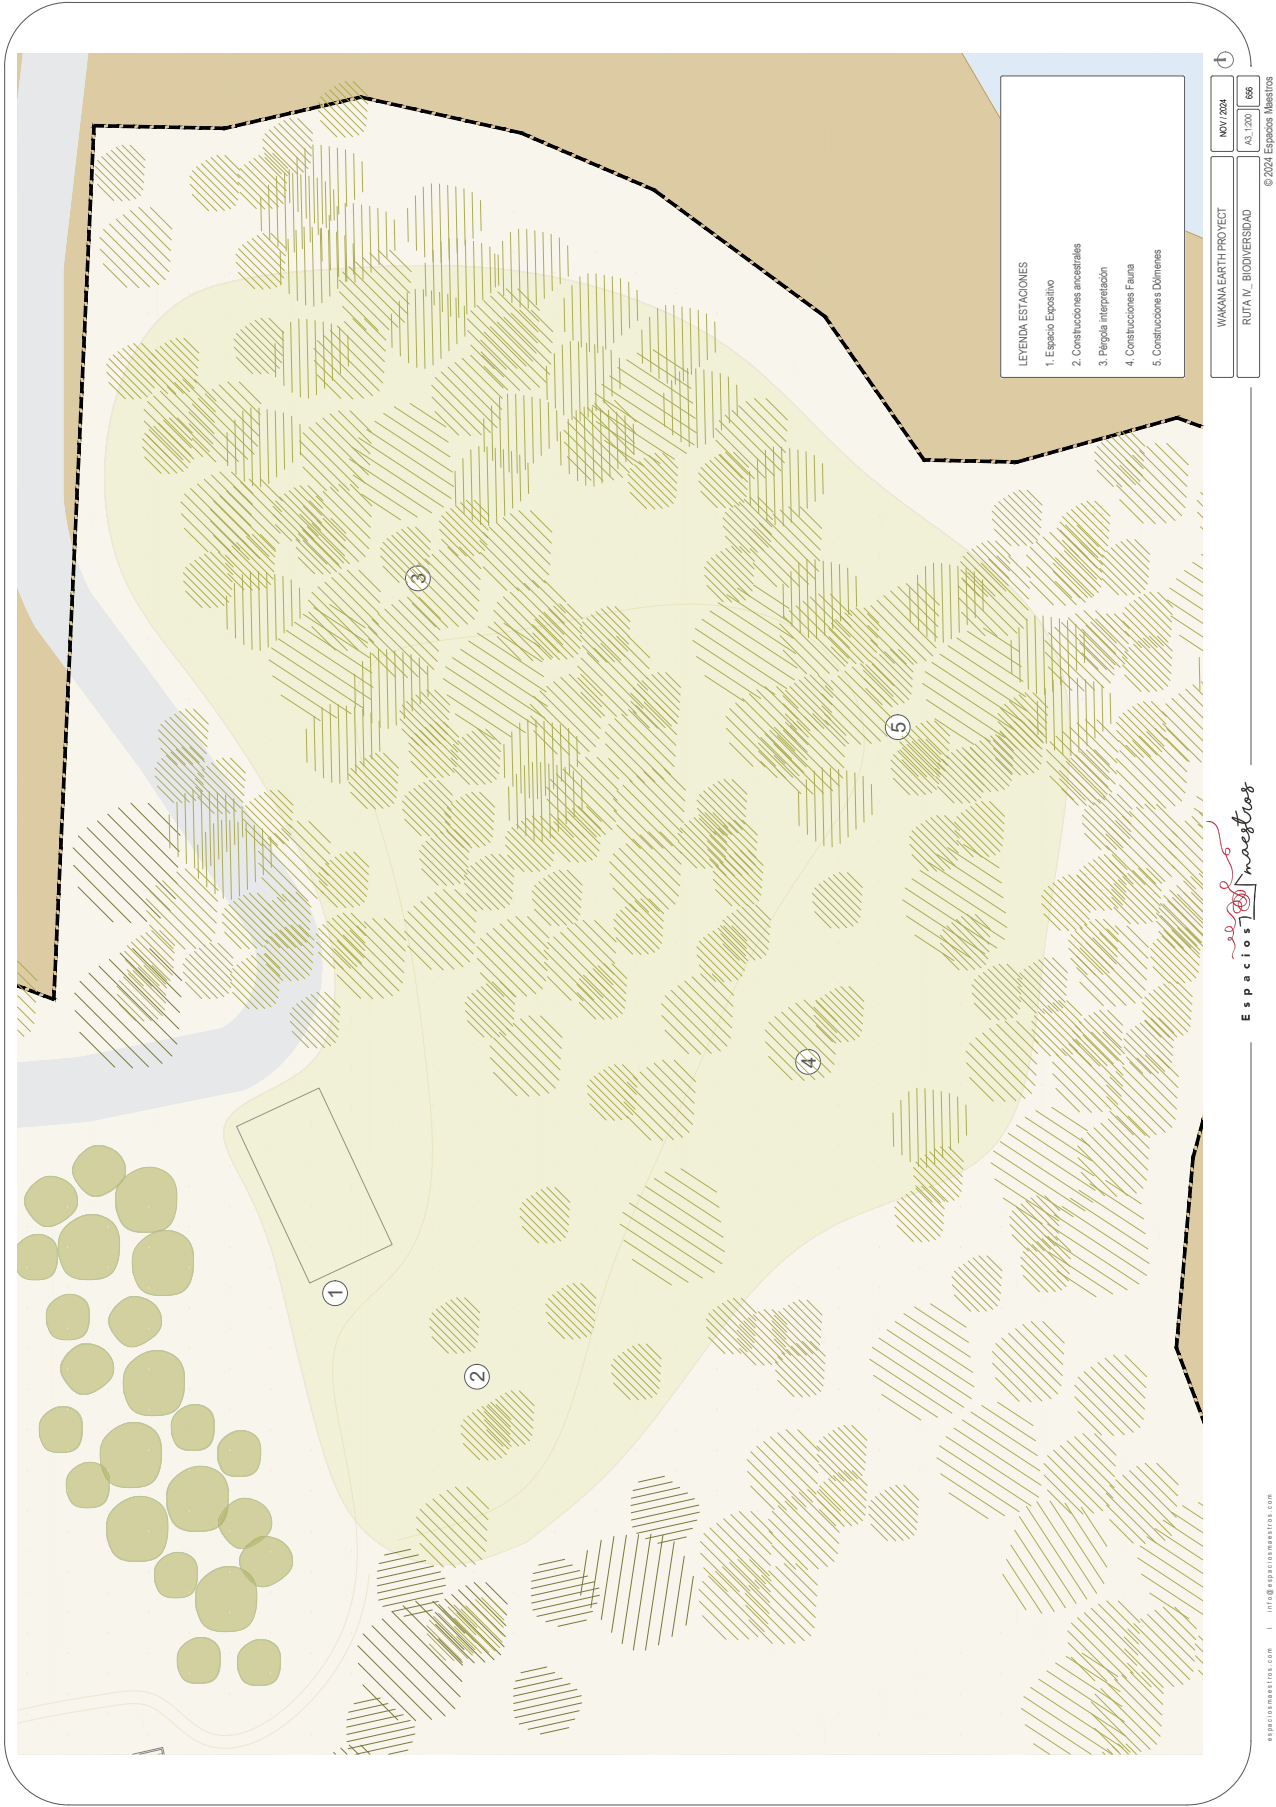 1
2
3
4
5
LEYENDA ESTACIONES
1. Espacio Expositivo
2. Construcciones ancestrales
3. Pérgola interpretación
4. Construcciones Fauna
5. Construcciones Dólmenes
WAKANA EARTH PROYECT
NOV / 2024
RUTA IV_ BIODIVERSIDAD
A3_1:200
656
© 2024 Espacios Maestros
Espacios
maestros
espaciosmaestros.com | info@espaciosmaestros.com